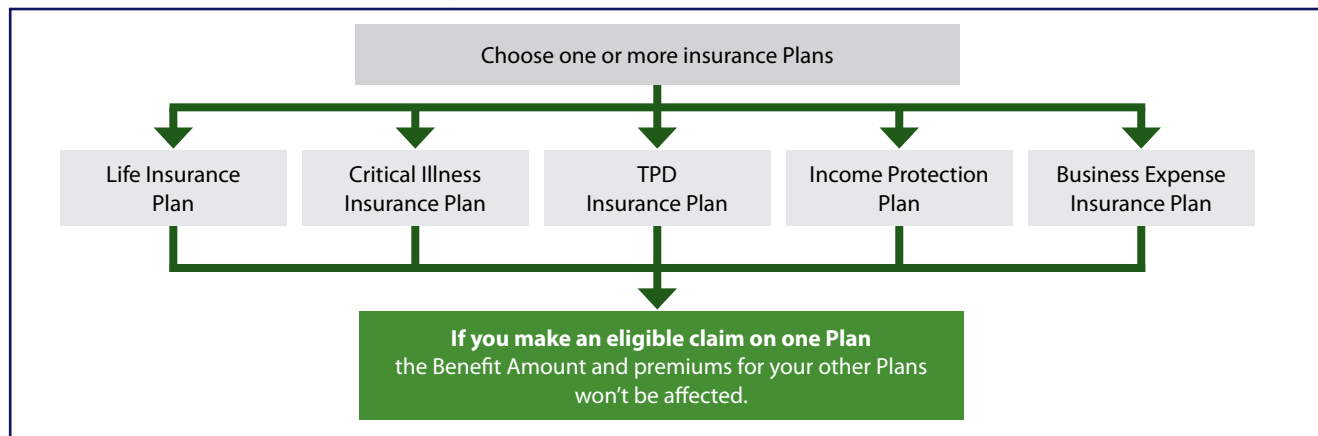 Choose one or more insurance Plans
Life Insurance
Plan
Critical Illness
Insurance Plan
TPD
Insurance Plan
Income Protection
Plan
Business Expense
Insurance Plan
If you make an eligible claim on one Plan
the Benefit Amount and premiums for your other Plans
won’t be affected.